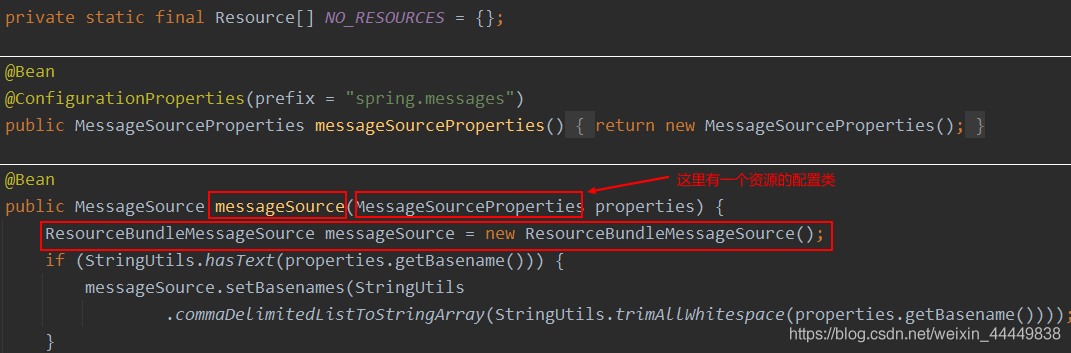 private static final Resource[] NO_RESOURCES = {};
@Bean
@ConfigurationProperties(prefix = "spring.messages")
public MessageSourceProperties messageSourceProperties() { return new MessageSourceProperties(); }
@Bean
这里有一个资源的配置类
public MessageSource messageSource(MessageSourceProperties properties) {
ResourceBundleMessageSource messageSource = new ResourceBundleMessageSource();
if (StringUtils.hasText(properties.getBasename())) {
messageSource.setBasenames(StringUtils
.commaDelimitedListToStringArray(StringUtils.trimAllWhitespace(properties.getBasename())));
}
https://blog.csdn.net/weixin_44449838